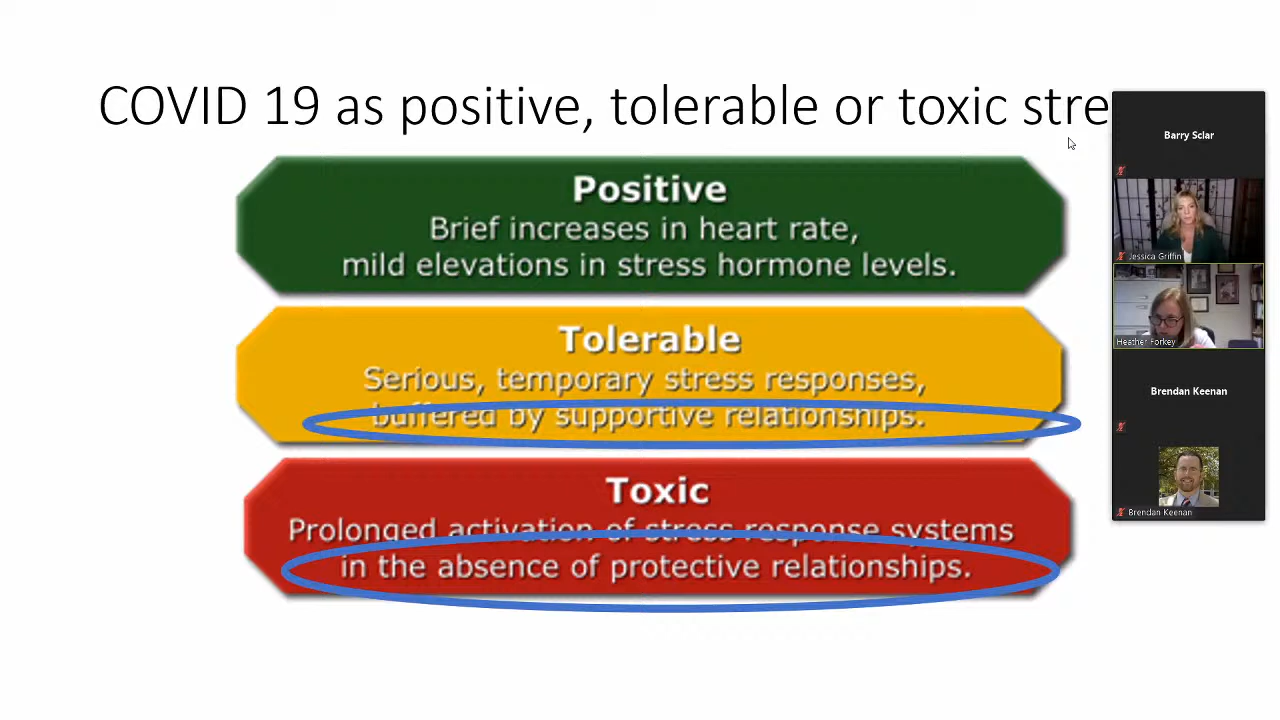 COVID 19 as positive, tolerable or toxic stre
Positive
Brief increases in heart rate,
mild elevations in stress hormone levels.
Tolerable
Serious, temporary stress responses,
buffered by supportive relationships.
Toxic
Prolonged activation of stress response systems
in the absence of protective relationships.
Barry Sclar
Jessica Griffin
Heather Forkey
Brendan Keenan
Brendan Keenan